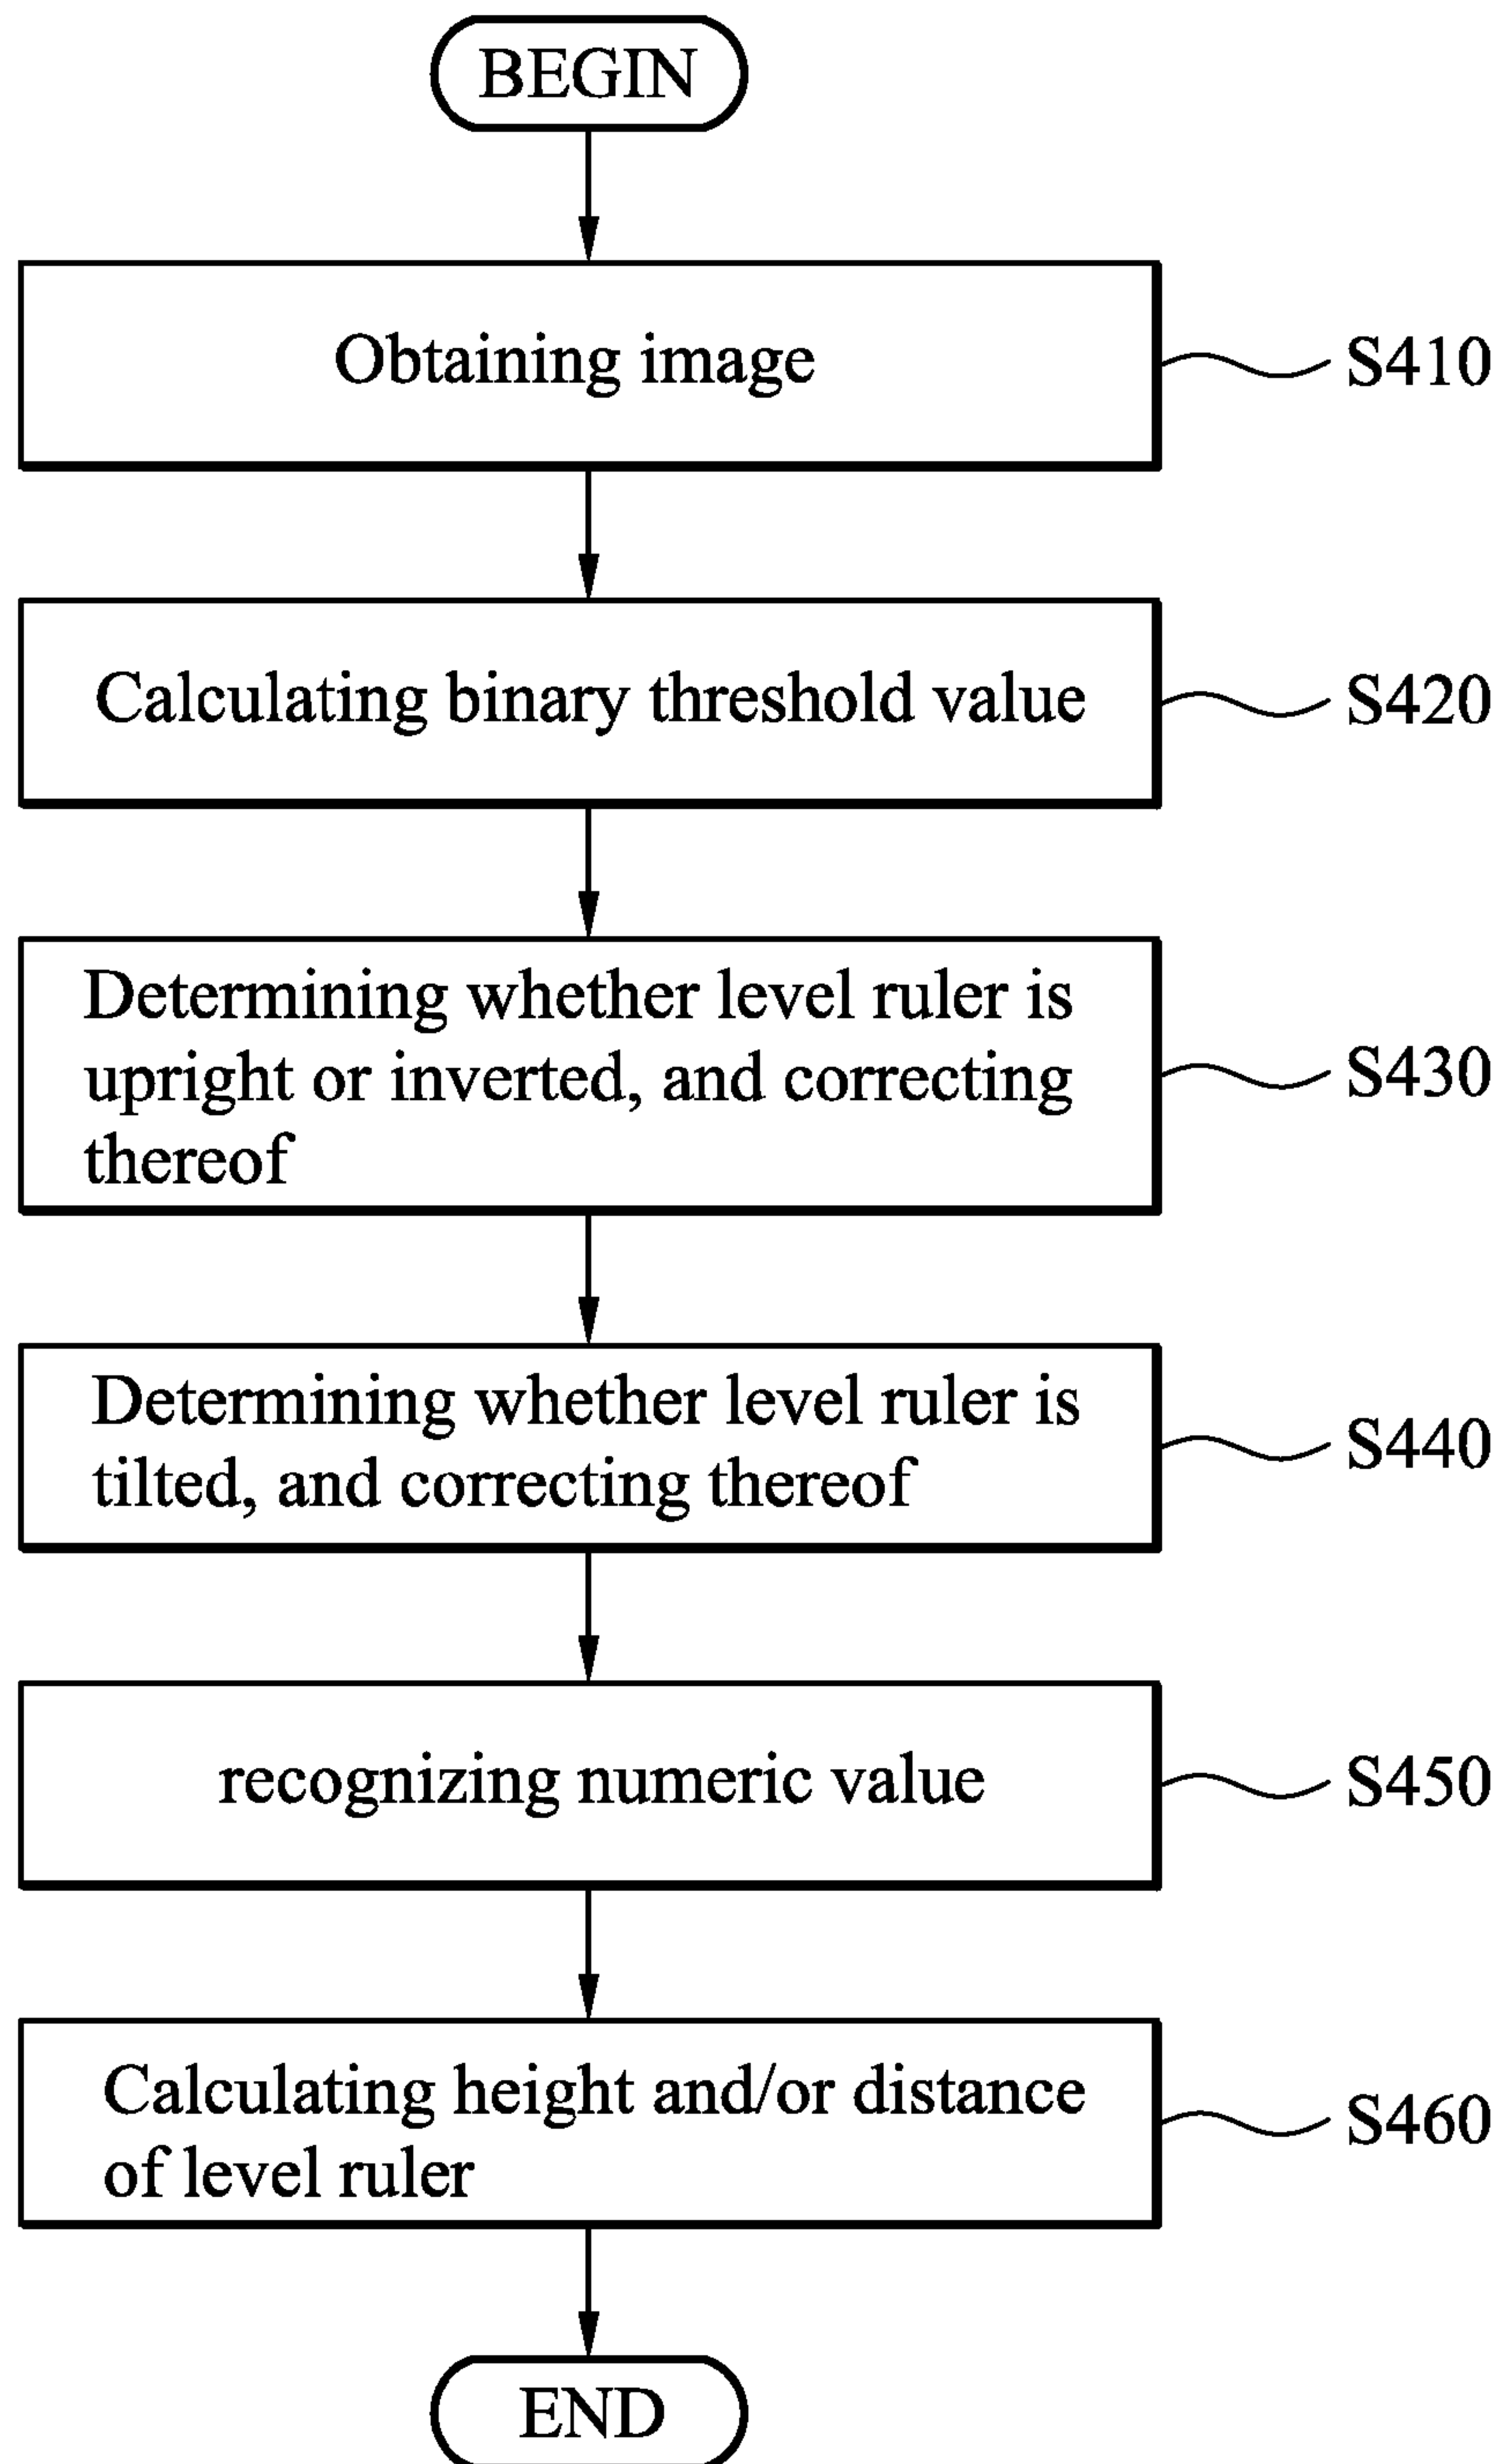 BEGIN
Obtaining image
S410
Calculating binary threshold value
S420
Determining whether level ruler is
upright or inverted, and correcting
thereof
S430
Determining whether level ruler is
tilted, and correcting thereof
S440
recognizing numeric value
S450
Calculating height and/or distance
of level ruler
S460
END